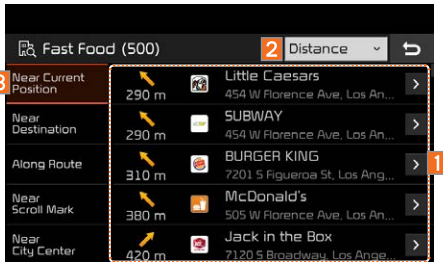 Fast Food (500)
2
Distance
3
Near Current
Position
290 m
Little Caesars
454 W Florence Ave, Los An...
Near
Destination
290 m
SUBWAY
454 W Florence Ave, Los An...
Along Route
310 m
BURGER KING
7201 S Figueroa St, Los Ang...
1
Near
Scroll Mark
380 m
McDonald's
505 W Florence Ave, Los An...
Near
City Center
420 m
Jack in the Box
7120 S Broadway, Los Ange...